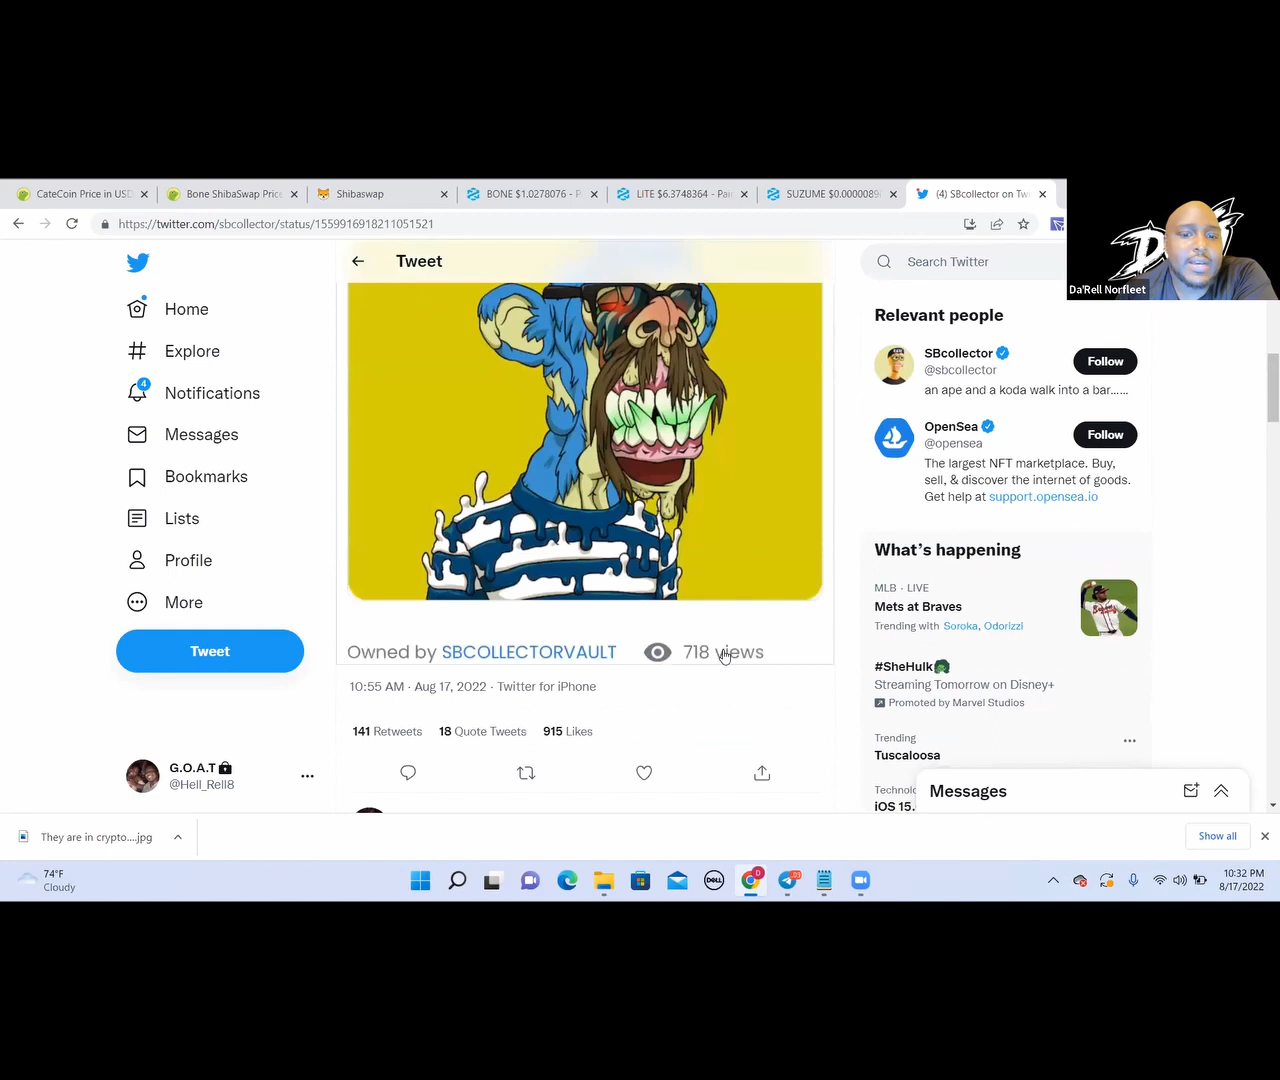 CateCoin Price in USD
Bone ShibaSwap Price
Shibaswap
BONE $1.0278076 - P
LITE $6.3748364 - Pair
SUZUME $0.0000089
(4) SBcollector on Tw
https://twitter.com/sbcollector/status/1559916918211051521
Da'Rell Norfleet
Home
Explore
4
Notifications
Messages
Bookmarks
Lists
Profile
More
Tweet
G.O.A.T
@Hell_Rell8
Tweet
Owned by SBCOLLECTORVAULT 718 views
10:55 AM · Aug 17, 2022 · Twitter for iPhone
141 Retweets 18 Quote Tweets 915 Likes
Search Twitter
Relevant people
SBcollector
@sbcollector
Follow
an ape and a koda walk into a bar......
OpenSea
@opensea
Follow
The largest NFT marketplace. Buy,
sell, & discover the internet of goods.
Get help at support.opensea.io
What's happening
MLB · LIVE
Mets at Braves
Trending with Soroka, Odorizzi
#SheHulk
Streaming Tomorrow on Disney+
Promoted by Marvel Studios
Trending
Tuscaloosa
Technolo
iOS 15.
Messages
They are in crypto....jpg
Show all
74°F
Cloudy
DELL
10:32 PM
8/17/2022